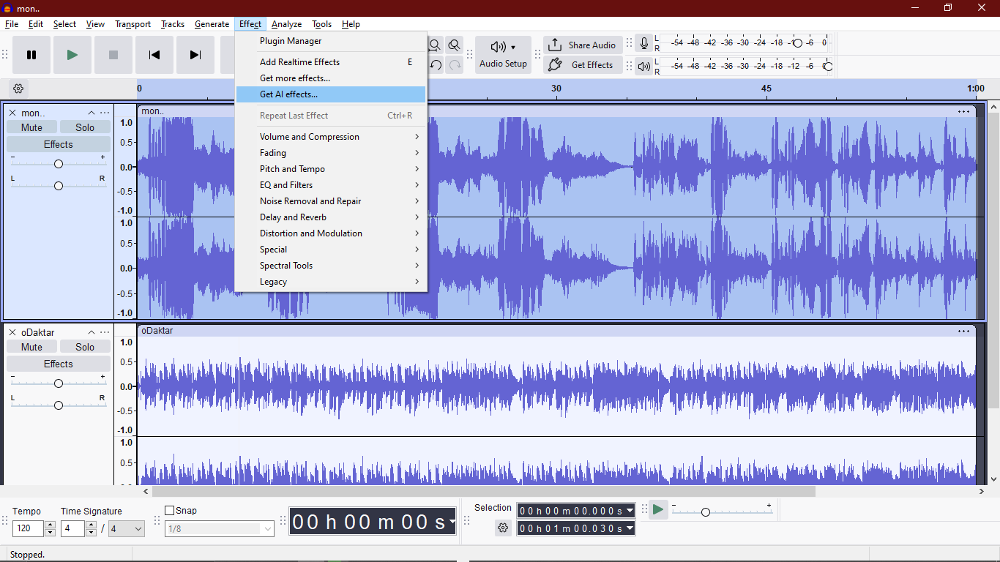 mon..
File Edit Select View Transport Tracks Generate Effect Analyze Tools Help
Plugin Manager
Add Realtime Effects E
Get more effects...
Get AI effects...
Repeat Last Effect Ctrl+R
Volume and Compression
Fading
Pitch and Tempo
EQ and Filters
Noise Removal and Repair
Delay and Reverb
Distortion and Modulation
Special
Spectral Tools
Legacy
Audio Setup
Share Audio
Get Effects
L R -54 -48 -42 -36 -30 -24 -18 -6 0
L R -54 -48 -42 -36 -30 -24 -18 -12 -6
0 30 45 1:00
mon..
Mute Solo
Effects
- +
L R
1.0
0.5
0.0
-0.5
-1.0
1.0
0.5
0.0
-0.5
-1.0
mon..
oDaktar
Mute Solo
Effects
- +
L R
1.0
0.5
0.0
-0.5
-1.0
1.0
0.5
oDaktar
Tempo
120
Time Signature
4 / 4
Snap
1/8
00 h 00 m 00 s
Selection
00 h 00 m 00.000 s
00 h 01 m 00.030 s
- +
Stopped.